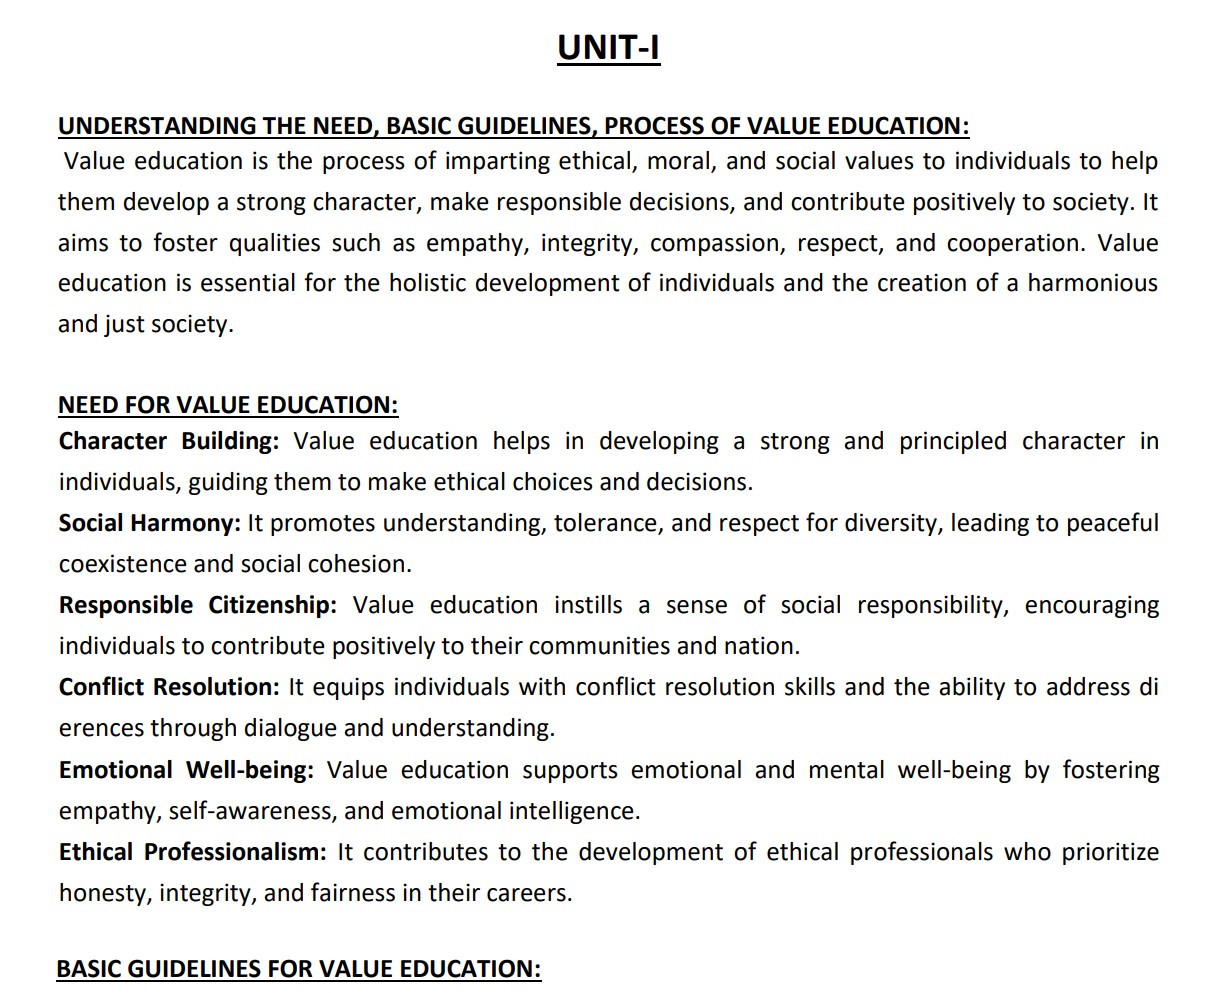 UNIT-I
UNDERSTANDING THE NEED, BASIC GUIDELINES, PROCESS OF VALUE EDUCATION:
Value education is the process of imparting ethical, moral, and social values to individuals to help
them develop a strong character, make responsible decisions, and contribute positively to society. It
aims to foster qualities such as empathy, integrity, compassion, respect, and cooperation. Value
education is essential for the holistic development of individuals and the creation of a harmonious
and just society.
NEED FOR VALUE EDUCATION:
Character Building: Value education helps in developing a strong and principled character in
individuals, guiding them to make ethical choices and decisions.
Social Harmony: It promotes understanding, tolerance, and respect for diversity, leading to peaceful
coexistence and social cohesion.
Responsible Citizenship: Value education instills a sense of social responsibility, encouraging
individuals to contribute positively to their communities and nation.
Conflict Resolution: It equips individuals with conflict resolution skills and the ability to address di
erences through dialogue and understanding.
Emotional Well-being: Value education supports emotional and mental well-being by fostering
empathy, self-awareness, and emotional intelligence.
Ethical Professionalism: It contributes to the development of ethical professionals who prioritize
honesty, integrity, and fairness in their careers.
BASIC GUIDELINES FOR VALUE EDUCATION: